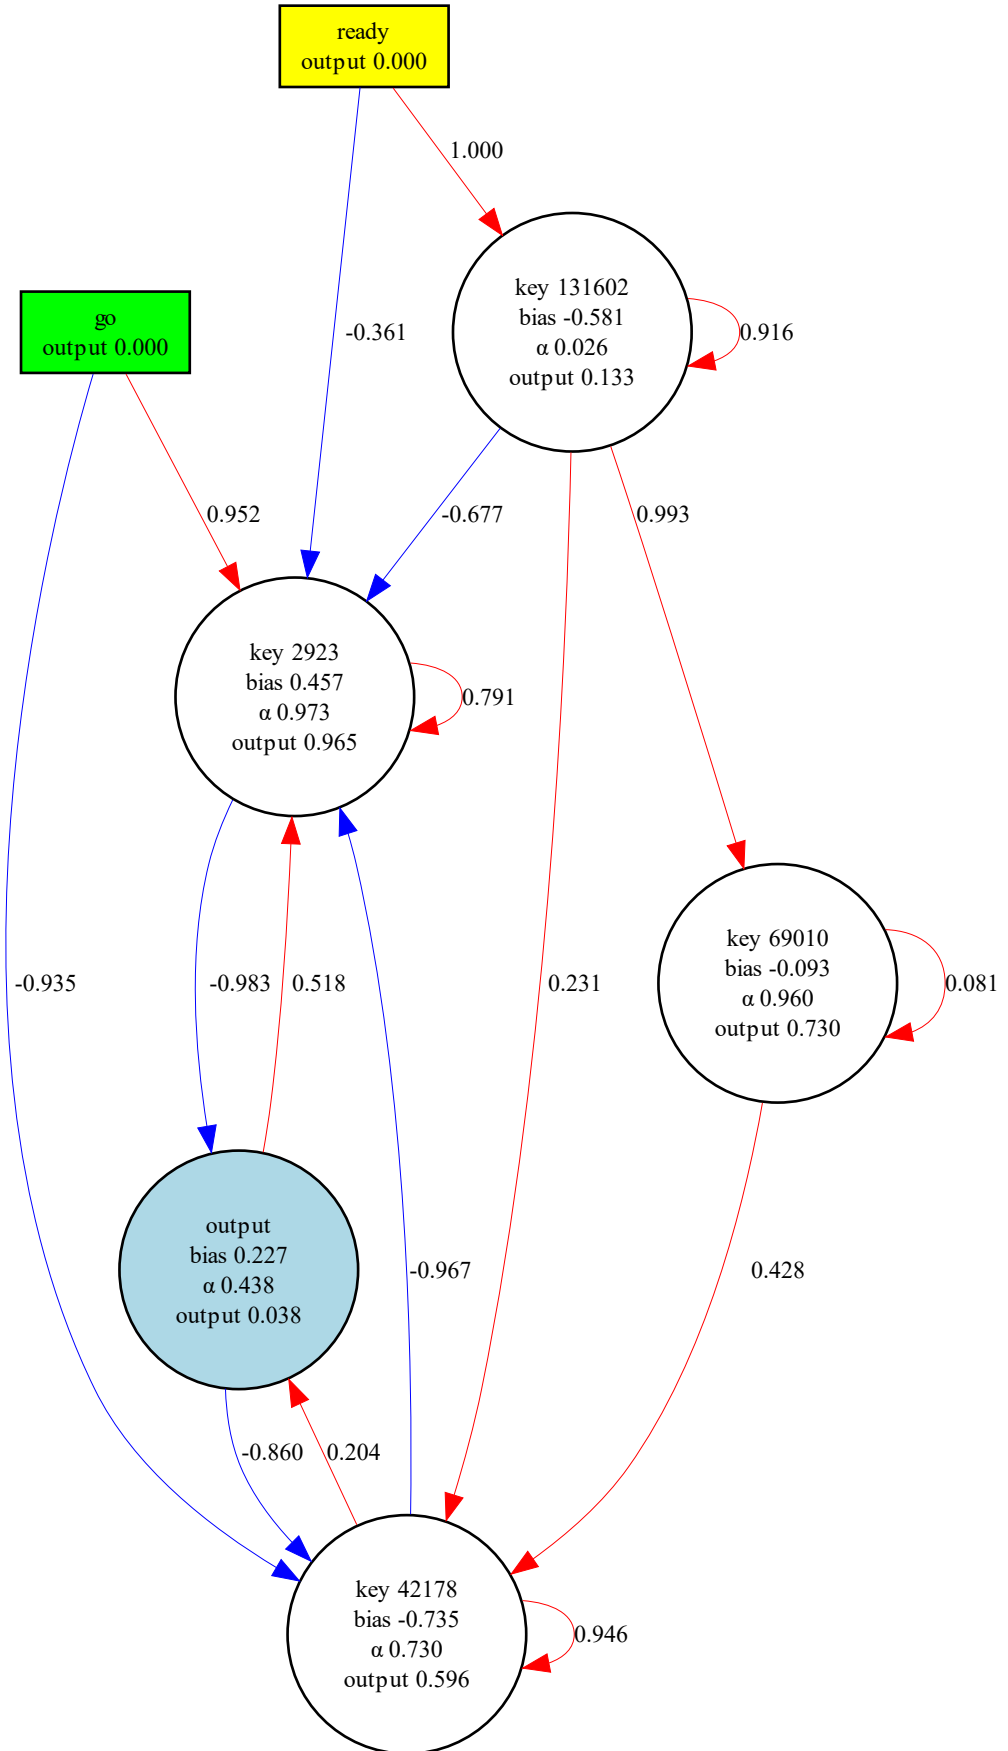 ready
output 0.000
1.000
go
output 0.000
-0.361
key 131602
bias -0.581
α 0.026
output 0.133
0.916
0.952
-0.677
0.993
key 2923
bias 0.457
α 0.973
output 0.965
0.791
key 69010
bias -0.093
α 0.960
output 0.730
0.081
-0.935
-0.983
0.518
0.231
output
bias 0.227
α 0.438
output 0.038
-0.967
0.428
-0.860
0.204
key 42178
bias -0.735
α 0.730
output 0.596
0.946